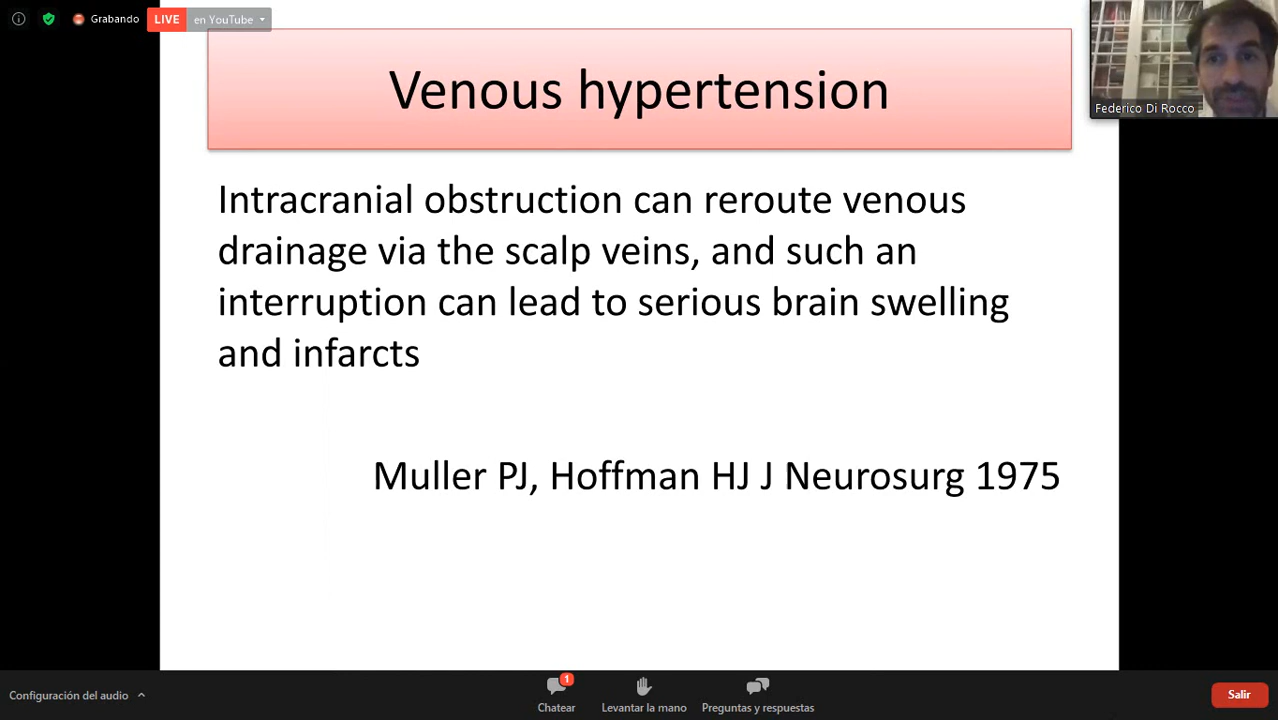 Grabando
LIVE
en YouTube
Federico Di Rocco
Venous hypertension
Intracranial obstruction can reroute venous
drainage via the scalp veins, and such an
interruption can lead to serious brain swelling
and infarcts
Muller PJ, Hoffman HJ J Neurosurg 1975
Configuración del audio
1
Chatear
Levantar la mano
Preguntas y respuestas
Salir